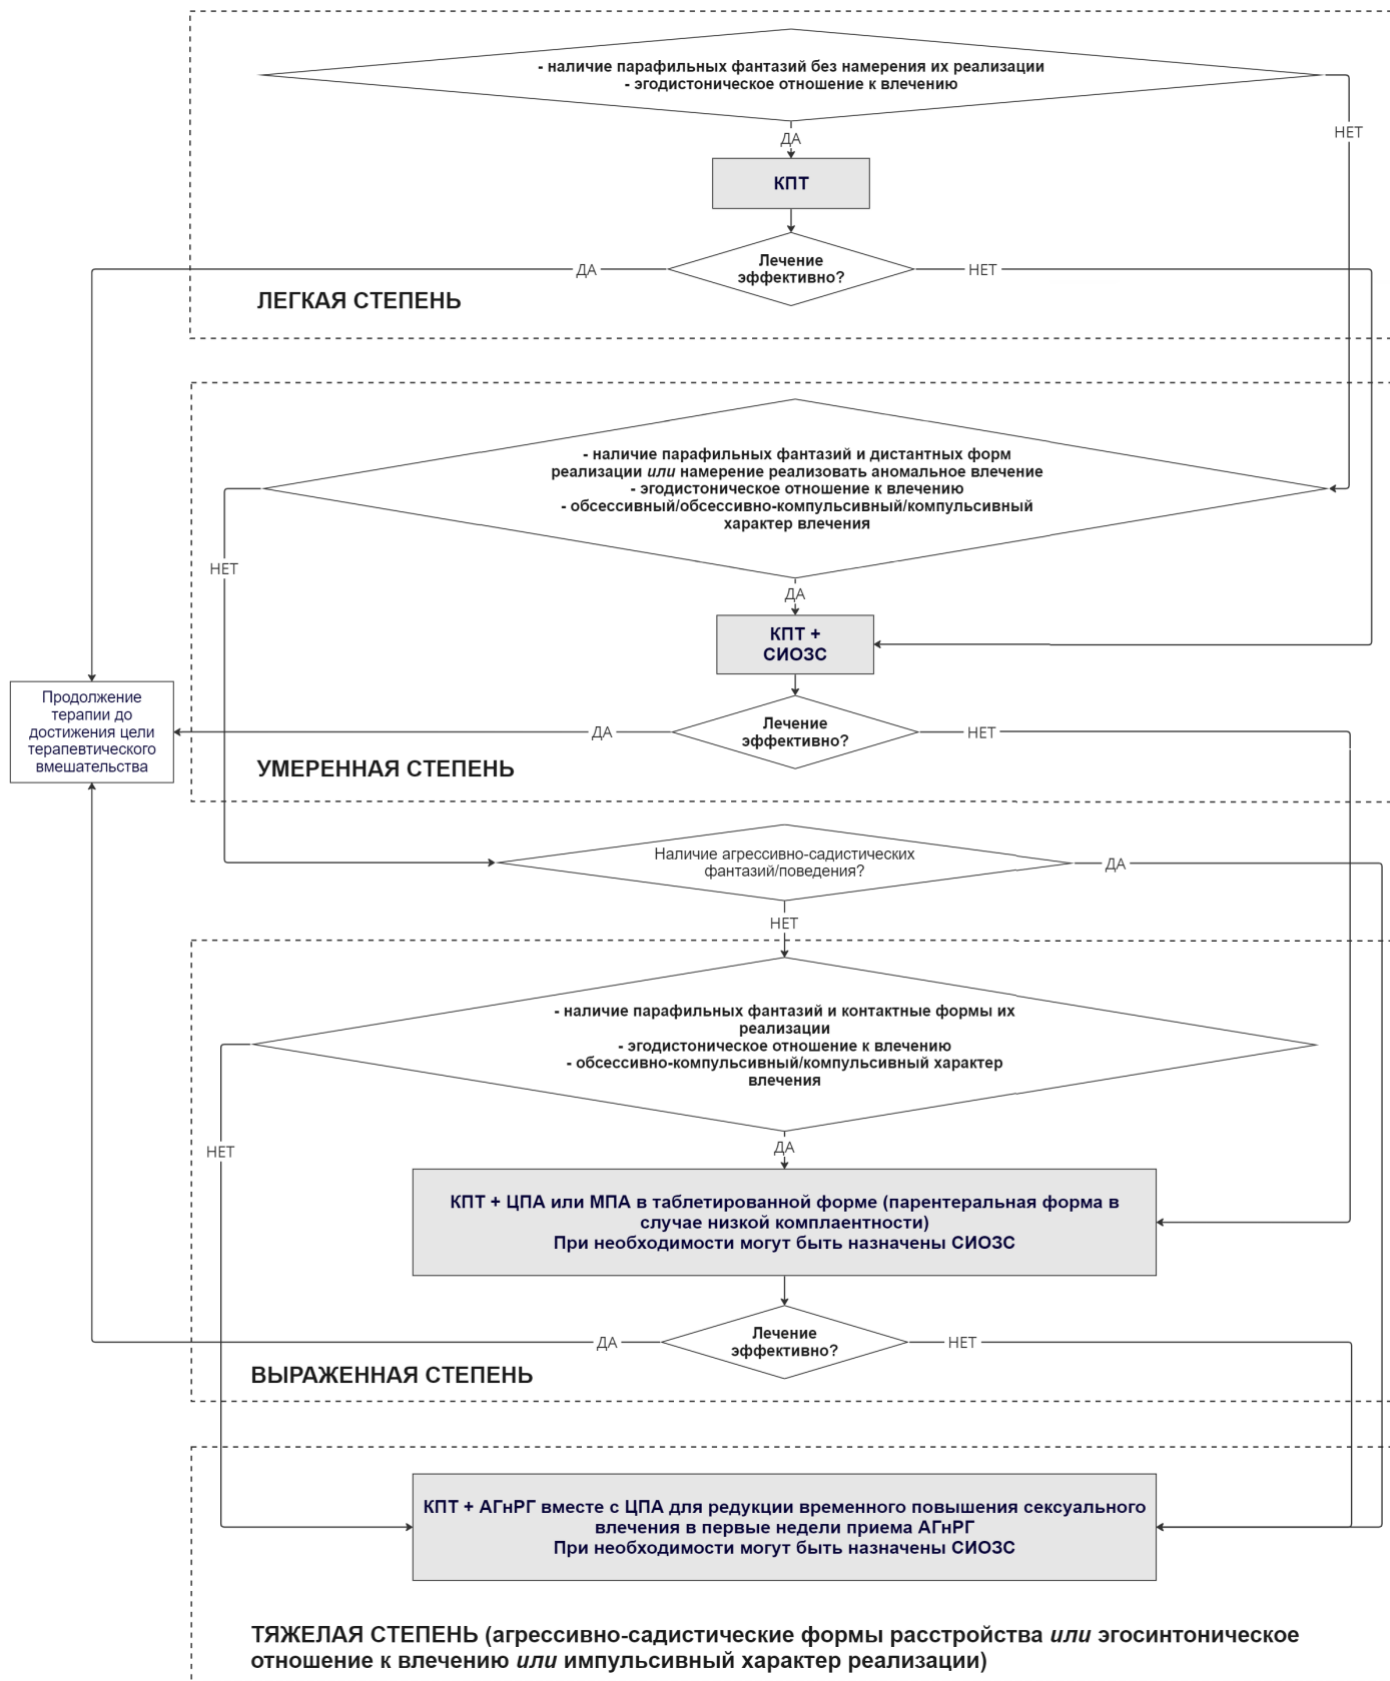 - наличие парафильных фантазий без намерения их реализации
- эгодистоническое отношение к влечению
ДА
НЕТ
КПТ
Лечение
эффективно?
ДА
НЕТ
ЛЕГКАЯ СТЕПЕНЬ
- наличие парафильных фантазий и дистантных форм
реализации или намерение реализовать аномальное влечение
- эгодистоническое отношение к влечению
- обсессивный/обсессивно-компульсивный/компульсивный
характер влечения
НЕТ
ДА
КПТ +
СИОЗС
Продолжение
терапии до
достижения цели
терапевтического
вмешательства
Лечение
эффективно?
ДА
НЕТ
УМЕРЕННАЯ СТЕПЕНЬ
Наличие агрессивно-садистических
фантазий/поведения?
ДА
НЕТ
- наличие парафильных фантазий и контактные формы их
реализации
- эгодистоническое отношение к влечению
- обсессивно-компульсивный/компульсивный характер
влечения
НЕТ
ДА
КПТ + ЦПА или МПА в таблетированной форме (парентеральная форма в
случае низкой комплаентности)
При необходимости могут быть назначены СИОЗС
Лечение
эффективно?
ДА
НЕТ
ВЫРАЖЕННАЯ СТЕПЕНЬ
КПТ + АГнРГ вместе с ЦПА для редукции временного повышения сексуального
влечения в первые недели приема АГнРГ
При необходимости могут быть назначены СИОЗС
ТЯЖЕЛАЯ СТЕПЕНЬ (агрессивно-садистические формы расстройства или эгосинтоническое
отношение к влечению или импульсивный характер реализации)